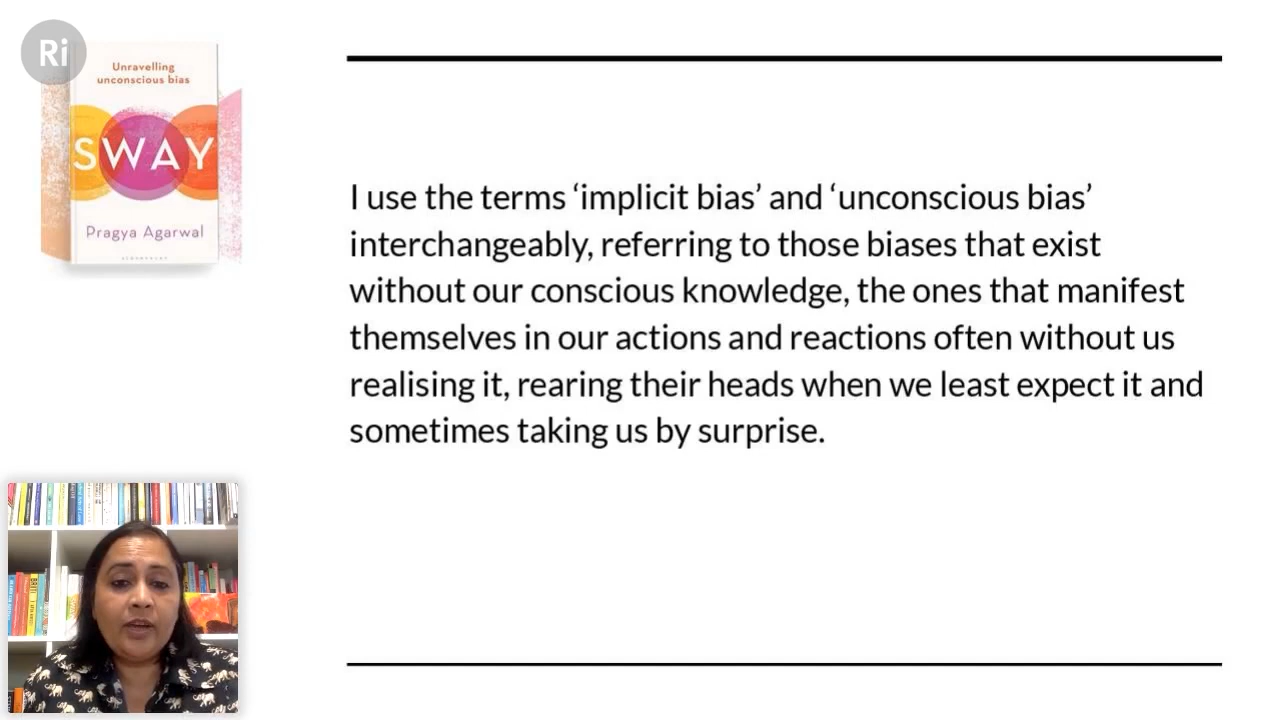 Ri
Unravelling
unconscious bias
SWAY
Pragya Agarwal
I use the terms ‘implicit bias’ and ‘unconscious bias’
interchangeably, referring to those biases that exist
without our conscious knowledge, the ones that manifest
themselves in our actions and reactions often without us
realising it, rearing their heads when we least expect it and
sometimes taking us by surprise.